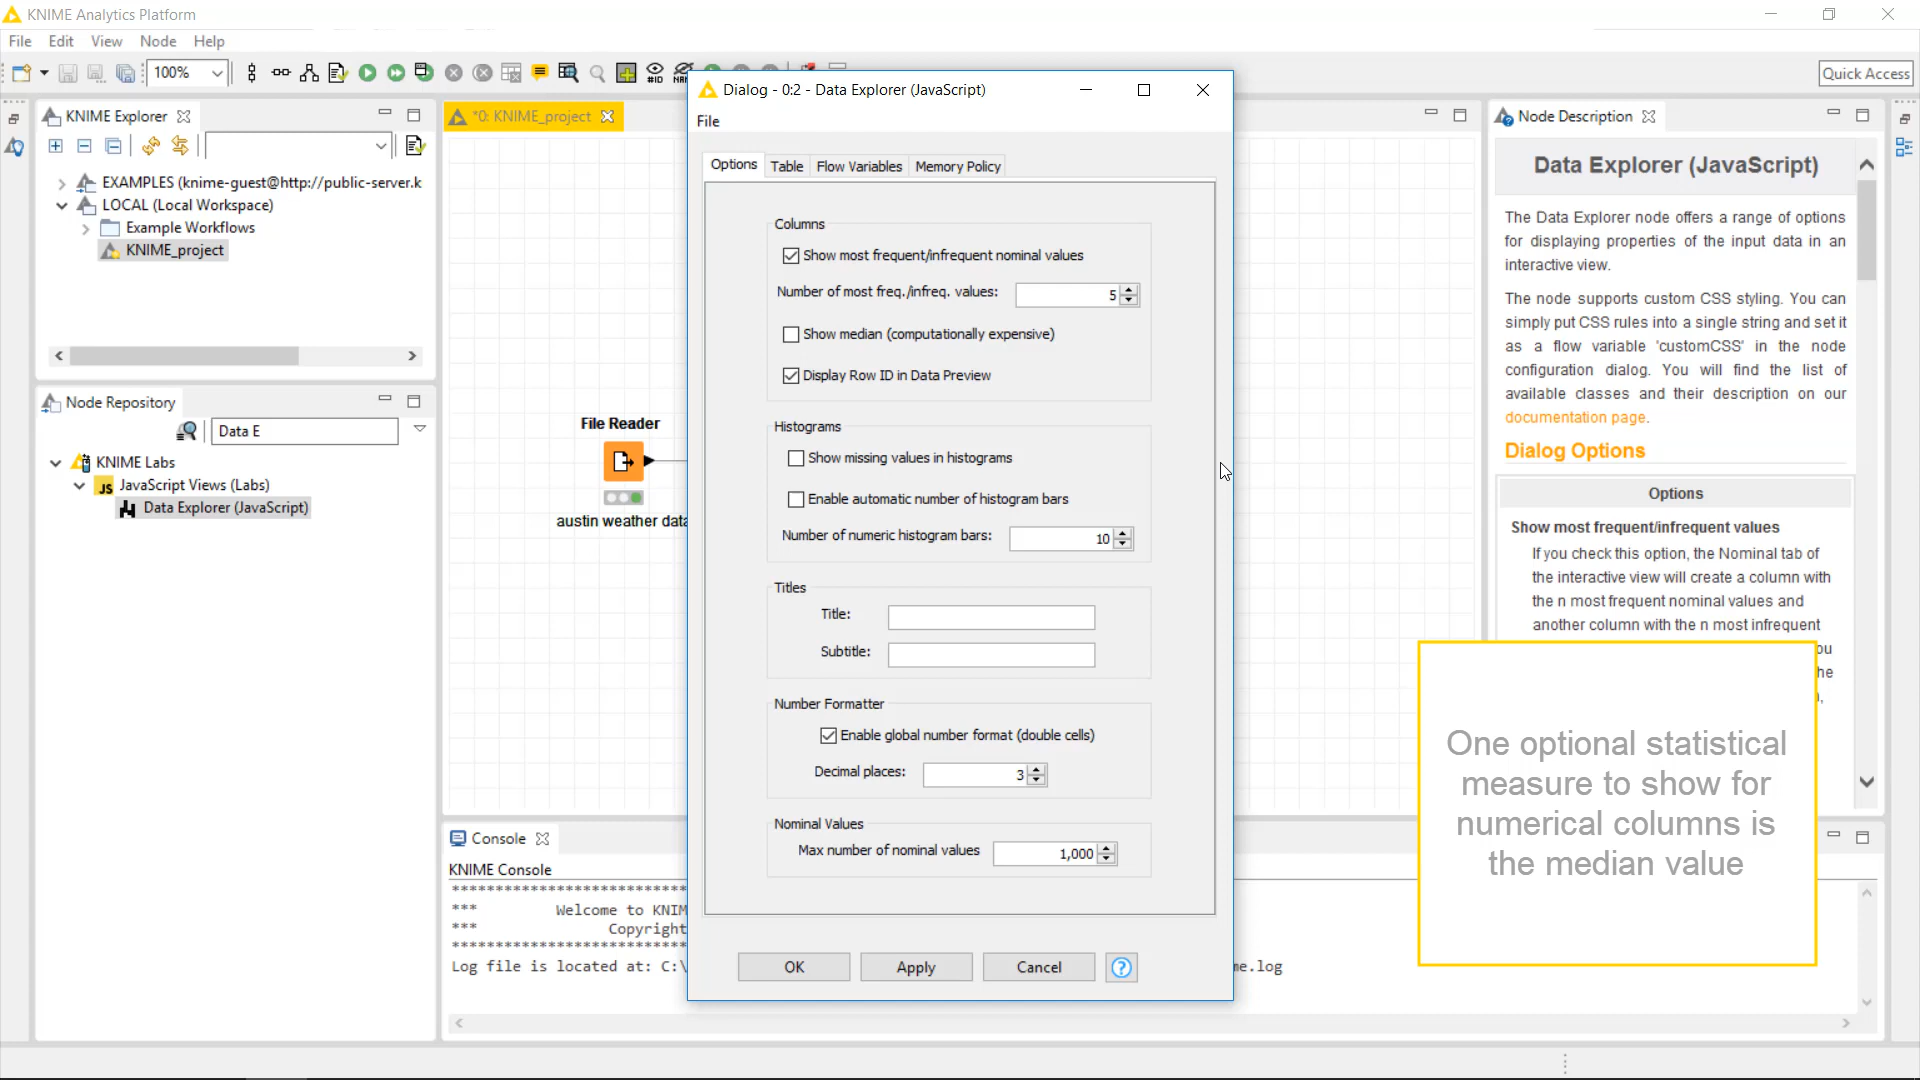 KNIME Analytics Platform
File Edit View Node Help
100%
Quick Access
KNIME Explorer
EXAMPLES (knime-guest@http://public-server.k
LOCAL (Local Workspace)
Example Workflows
KNIME_project
Node Repository
Data E
KNIME Labs
JavaScript Views (Labs)
Data Explorer (JavaScript)
*0: KNIME_project
File Reader
austin weather data
Dialog - 0:2 - Data Explorer (JavaScript)
File
Options Table Flow Variables Memory Policy
Columns
Show most frequent/infrequent nominal values
Number of most freq./infreq. values: 5
Show median (computationally expensive)
Display Row ID in Data Preview
Histograms
Show missing values in histograms
Enable automatic number of histogram bars
Number of numeric histogram bars: 10
Titles
Title:
Subtitle:
Number Formatter
Enable global number format (double cells)
Decimal places: 3
Nominal Values
Max number of nominal values 1,000
OK Apply Cancel ?
Node Description
Data Explorer (JavaScript)
The Data Explorer node offers a range of options
for displaying properties of the input data in an
interactive view.
The node supports custom CSS styling. You can
simply put CSS rules into a single string and set it
as a flow variable 'customCSS' in the node
configuration dialog. You will find the list of
available classes and their description on our
documentation page.
Dialog Options
Options
Show most frequent/infrequent values
If you check this option, the Nominal tab of
the interactive view will create a column with
the n most frequent nominal values and
another column with the n most infrequent
One optional statistical
measure to show for
numerical columns is
the median value
Console
KNIME Console
***************************
*** Welcome to KNIM
*** Copyright
***************************
Log file is located at: C:\ me.log